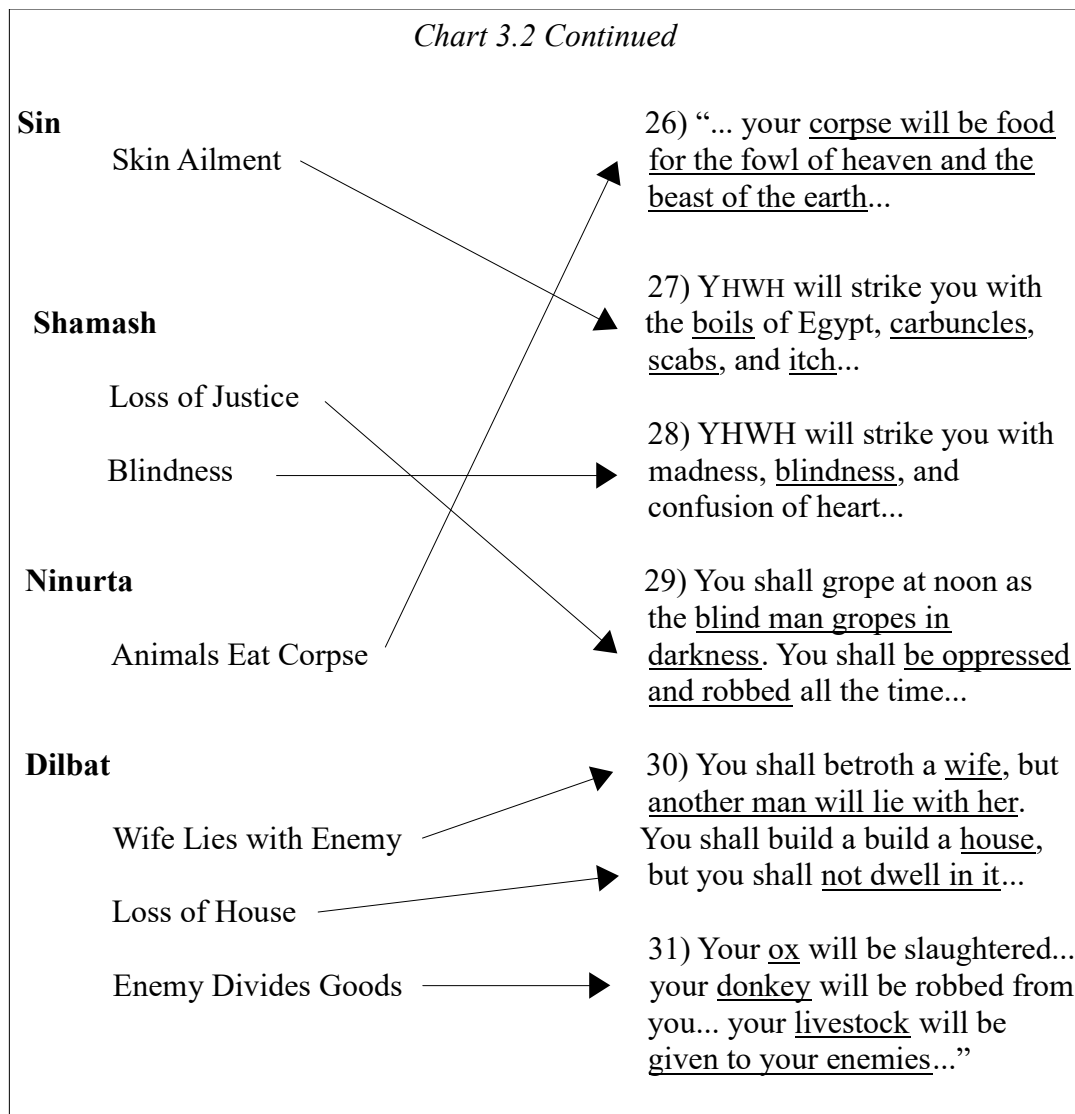 Chart 3.2 Continued
Sin
Skin Ailment
Shamash
Loss of Justice
Blindness
Ninurta
Animals Eat Corpse
Dilbat
Wife Lies with Enemy
Loss of House
Enemy Divides Goods
26) “... your corpse will be food
for the fowl of heaven and the
beast of the earth...
27) YHWH will strike you with
the boils of Egypt, carbuncles,
scabs, and itch...
28) YHWH will strike you with
madness, blindness, and
confusion of heart...
29) You shall grope at noon as
the blind man gropes in
darkness. You shall be oppressed
and robbed all the time...
30) You shall betroth a wife, but
another man will lie with her.
You shall build a build a house,
but you shall not dwell in it...
31) Your ox will be slaughtered...
your donkey will be robbed from
you... your livestock will be
given to your enemies...”